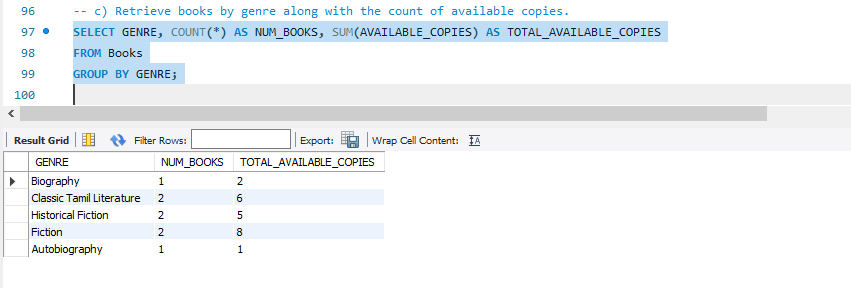 96 -- c) Retrieve books by genre along with the count of available copies.
97 SELECT GENRE, COUNT(*) AS NUM_BOOKS, SUM(AVAILABLE_COPIES) AS TOTAL_AVAILABLE_COPIES
98 FROM Books
99 GROUP BY GENRE;
100
Result Grid Filter Rows: Export: Wrap Cell Content: IA
GENRE NUM_BOOKS TOTAL_AVAILABLE_COPIES
Biography 1 2
Classic Tamil Literature 2 6
Historical Fiction 2 5
Fiction 2 8
Autobiography 1 1